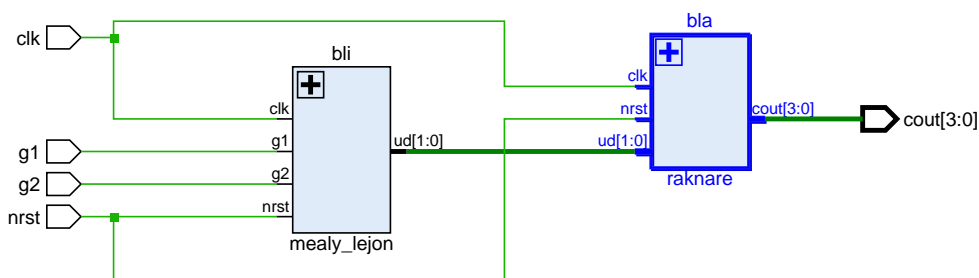 bla
clk
bli
clk
nrst
cout[3:0]
cout[3:0]
clk
g1
g1
ud[1:0]
ud[1:0]
g2
g2
raknare
nrst
nrst
mealy_lejon